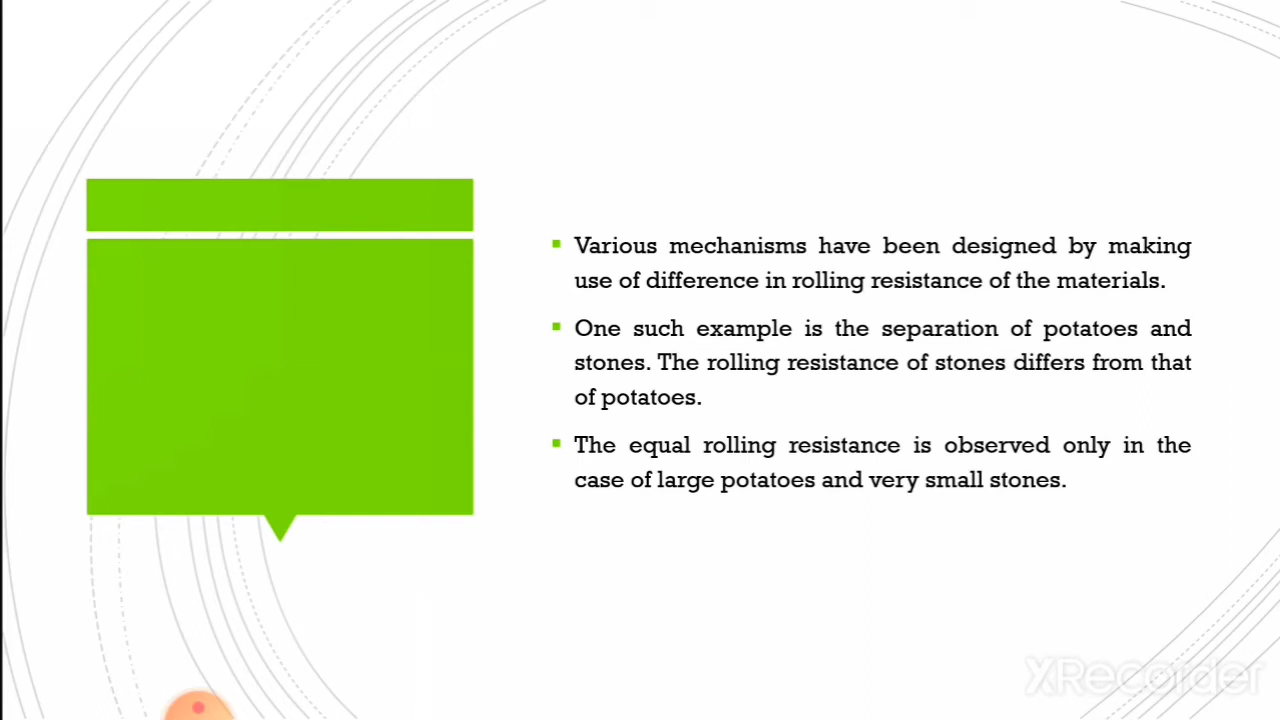 Various mechanisms have been designed by making
use of difference in rolling resistance of the materials.
One such example is the separation of potatoes and
stones. The rolling resistance of stones differs from that
of potatoes.
The equal rolling resistance is observed only in the
case of large potatoes and very small stones.
XRecorder